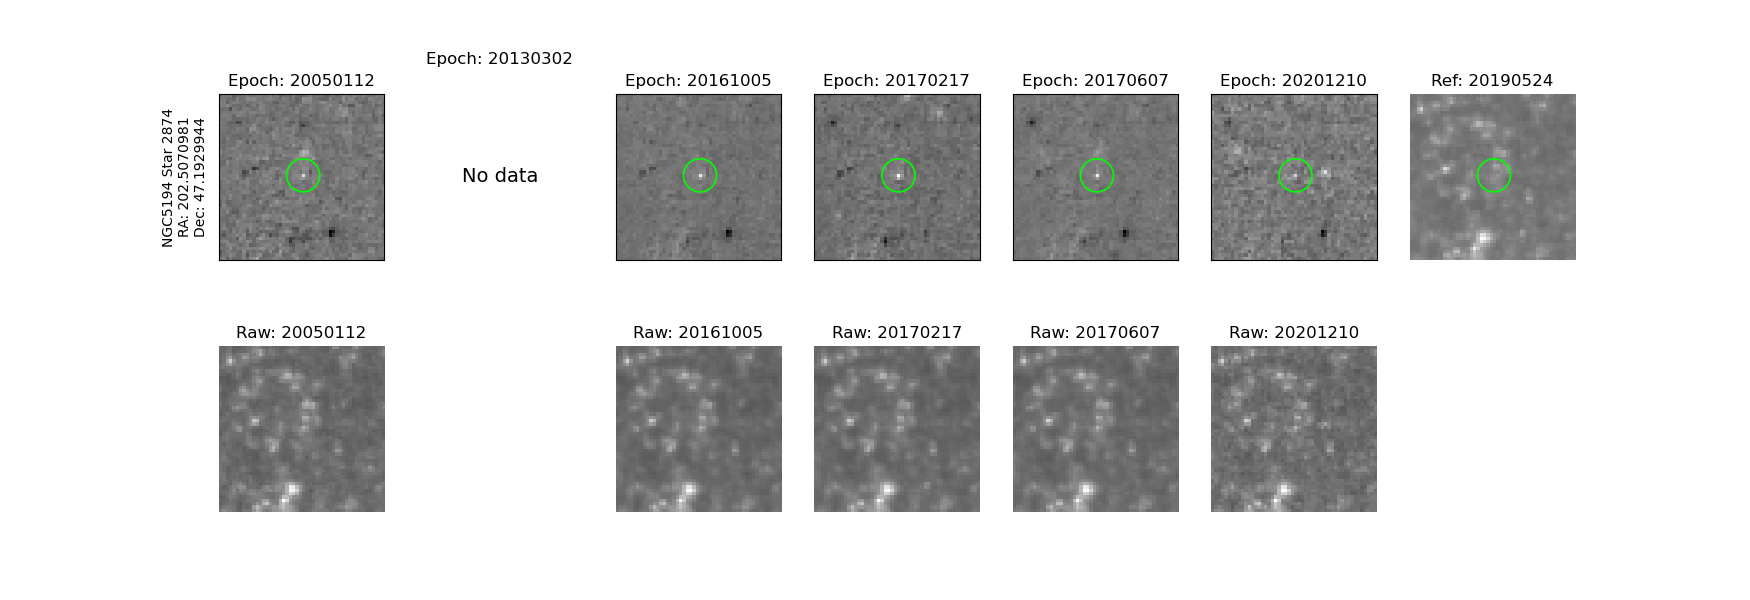 Epoch: 20130302
Epoch: 20050112
Epoch: 20161005
Epoch: 20170217
Epoch: 20170607
Epoch: 20201210
Ref: 20190524
NGC5194 Star 2874
RA: 202.5070981
Dec: 47.1929944
No data
Raw: 20050112
Raw: 20161005
Raw: 20170217
Raw: 20170607
Raw: 20201210